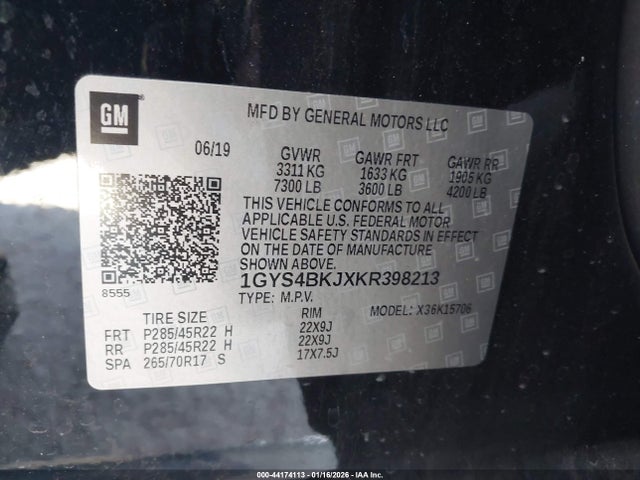 GM
MFD BY GENERAL MOTORS LLC
06/19 GVWR GAWR FRT GAWR RR
3311 KG 1633 KG 1905 KG
7300 LB 3600 LB 4200 LB
THIS VEHICLE CONFORMS TO ALL
APPLICABLE U.S. FEDERAL MOTOR
VEHICLE SAFETY STANDARDS IN EFFECT
ON THE DATE OF MANUFACTURE
SHOWN ABOVE.
8555
1GYS4BKJXKR398213
TYPE: M.P.V. MODEL: X36K15706
TIRE SIZE RIM
FRT P285/45R22 H 22X9J
RR P285/45R22 H 22X9J
SPA 265/70R17 S 17X7.5J
000-44174113 | 01/16/2026 - IAA Inc.